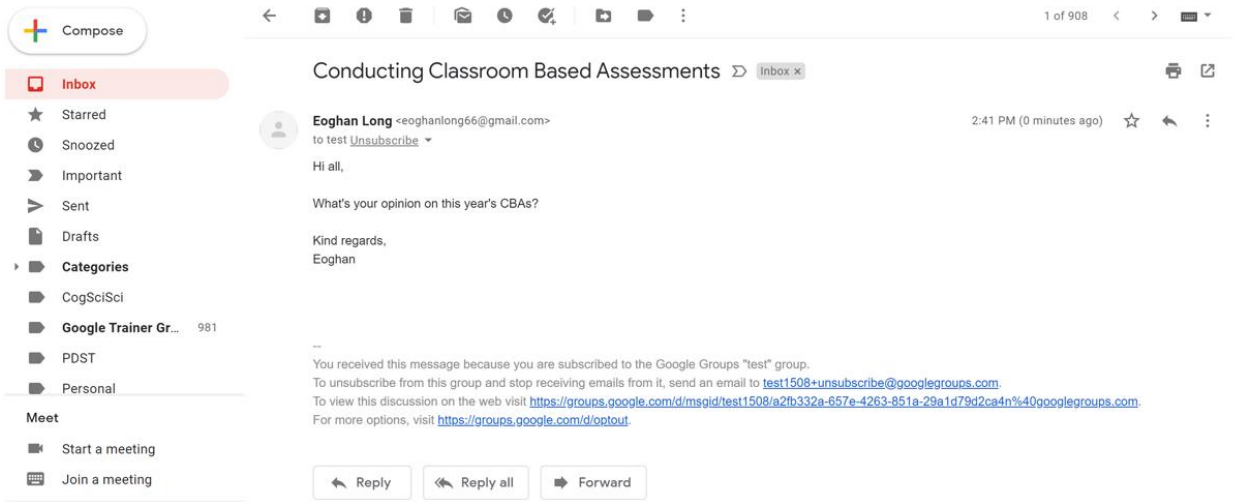 Compose
Inbox
Starred
Snoozed
Important
Sent
Drafts
Categories
CogSciSci
Google Trainer Gr... 981
PDST
Personal
Meet
Start a meeting
Join a meeting
1 of 908
Conducting Classroom Based Assessments Inbox x
Eoghan Long <eoghanlong66@gmail.com> 2:41 PM (0 minutes ago)
to test Unsubscribe
Hi all,
What's your opinion on this year's CBAs?
Kind regards,
Eoghan
--
You received this message because you are subscribed to the Google Groups "test" group.
To unsubscribe from this group and stop receiving emails from it, send an email to test1508+unsubscribe@googlegroups.com.
To view this discussion on the web visit https://groups.google.com/d/msgid/test1508/a2fb332a-657e-4263-851a-29a1d79d2ca4n%40googlegroups.com.
For more options, visit https://groups.google.com/d/optout.
Reply Reply all Forward